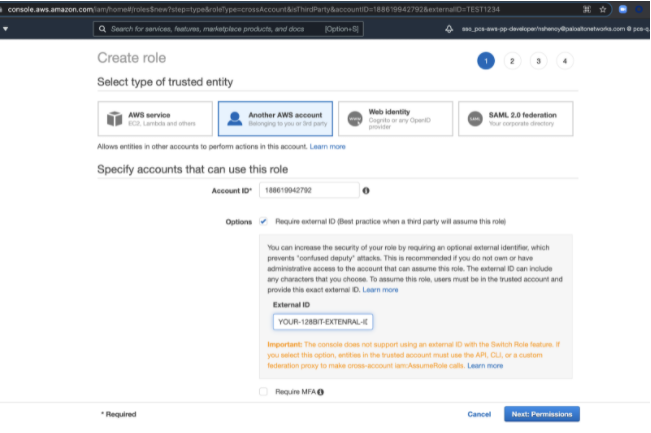 console.aws.amazon.com/iam/home#/roles$new?step=type&roleType=crossAccount&isThirdParty&accountID=188619942792&externalID=TEST1234
Search for services, features, marketplace products, and docs [Option+S]
Create role
1 2 3 4
Select type of trusted entity
AWS service
EC2, Lambda and others
Another AWS account
Belonging to you or 3rd party
Web identity
Cognito or any OpenID
provider
SAML 2.0 federation
Your corporate directory
Allows entities in other accounts to perform actions in this account. Learn more
Specify accounts that can use this role
Account ID* 188619942792
Options Require external ID (Best practice when a third party will assume this role)
You can increase the security of your role by requiring an optional external identifier, which
prevents "confused deputy" attacks. This is recommended if you do not own or have
administrative access to the account that can assume this role. The external ID can include
any characters that you choose. To assume this role, users must be in the trusted account and
provide this exact external ID. Learn more
External ID
YOUR-128BIT-EXTENRAL-ID
Important: The console does not support using an external ID with the Switch Role feature. If
you select this option, entities in the trusted account must use the API, CLI, or a custom
federation proxy to make cross-account iam:AssumeRole calls. Learn more
Require MFA
* Required Cancel Next: Permissions